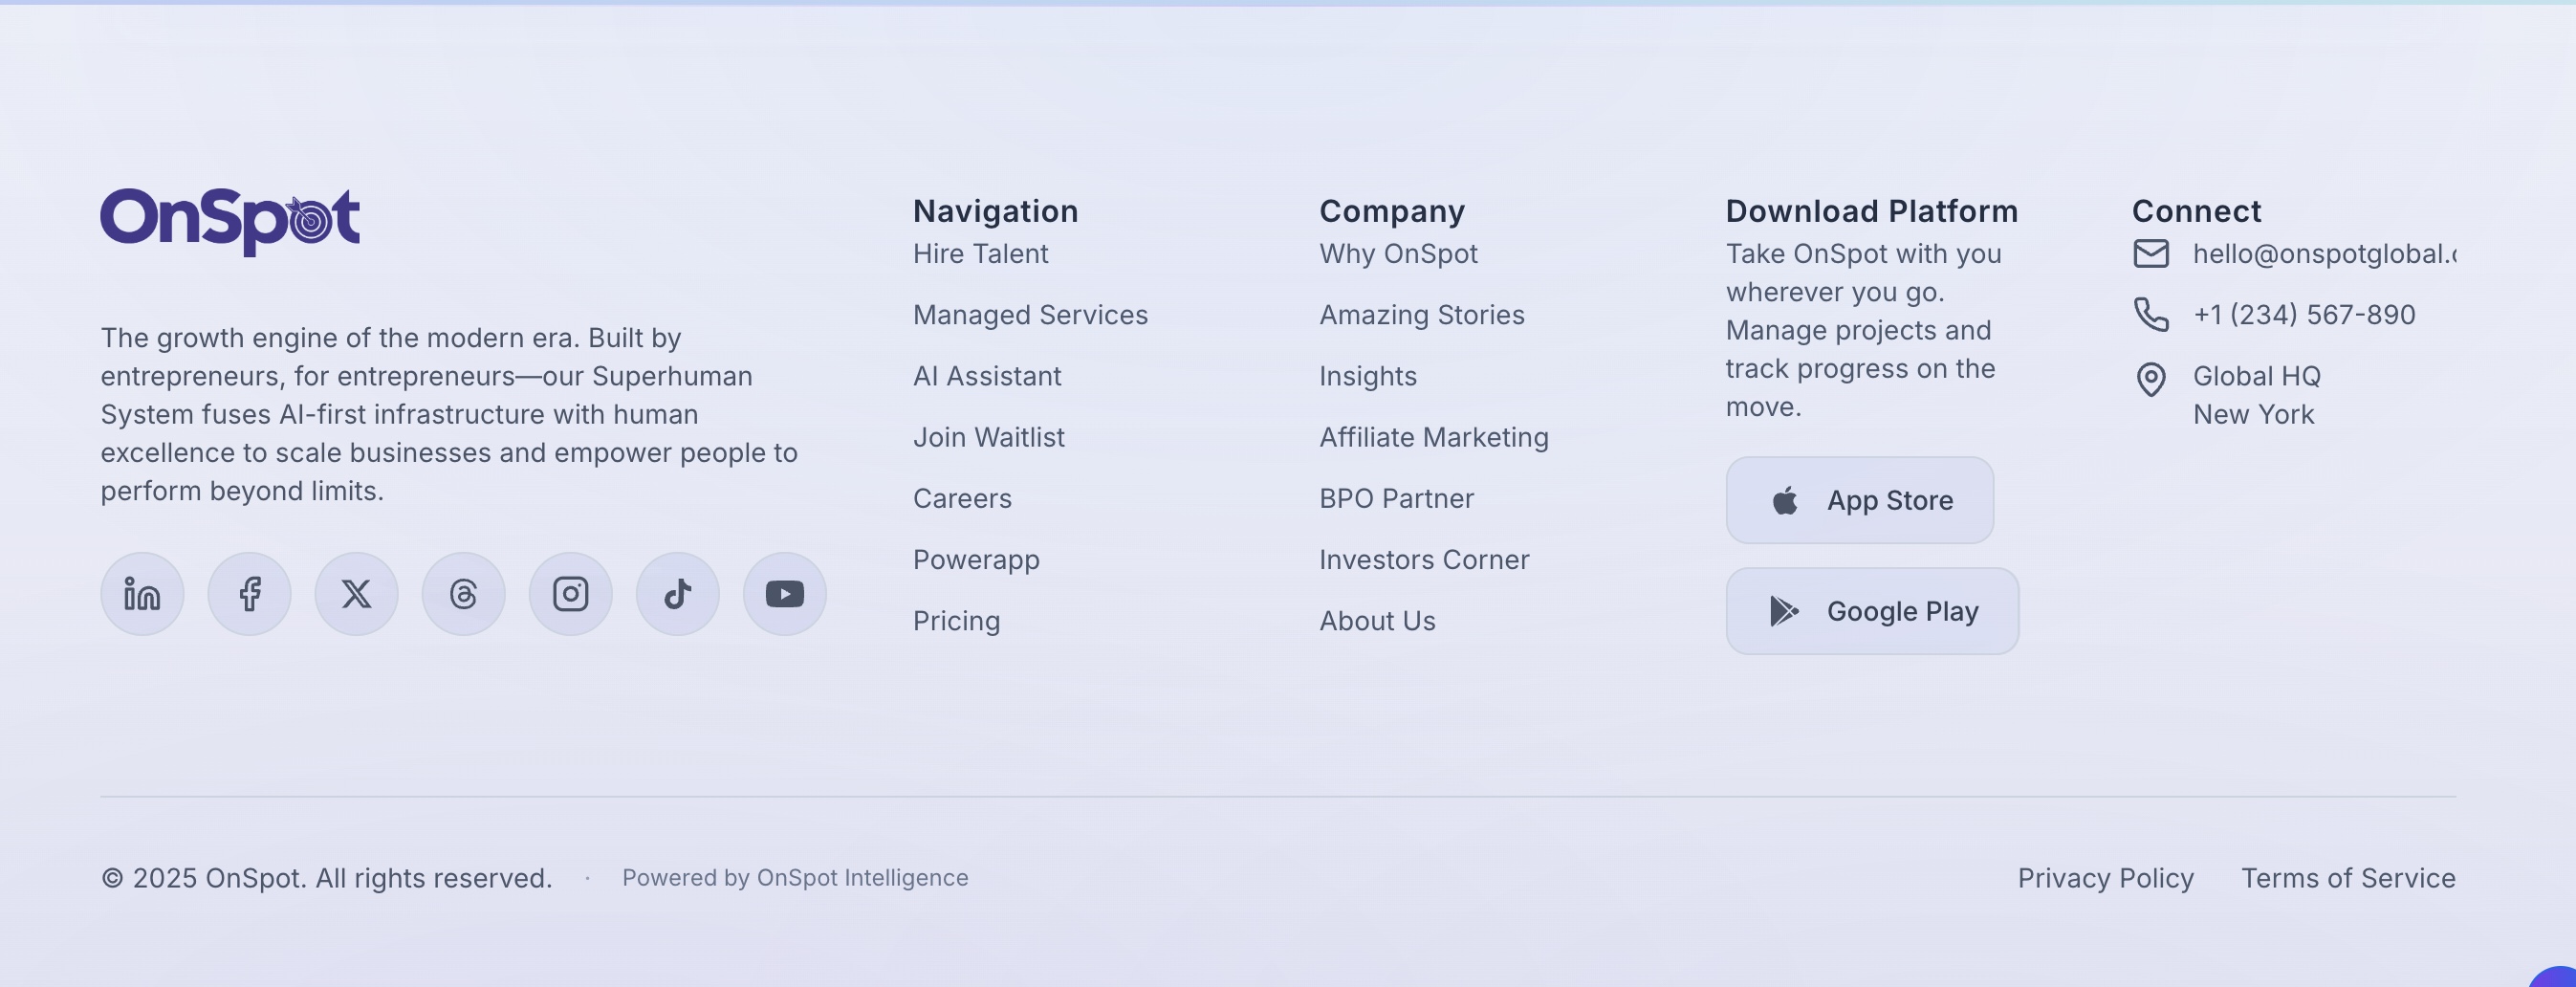 OnSpot
The growth engine of the modern era. Built by
entrepreneurs, for entrepreneurs—our Superhuman
System fuses AI-first infrastructure with human
excellence to scale businesses and empower people to
perform beyond limits.
Navigation
Hire Talent
Managed Services
AI Assistant
Join Waitlist
Careers
Powerapp
Pricing
Company
Why OnSpot
Amazing Stories
Insights
Affiliate Marketing
BPO Partner
Investors Corner
About Us
Download Platform
Take OnSpot with you
wherever you go.
Manage projects and
track progress on the
move.
App Store
Google Play
Connect
hello@onspotglobal.
+1 (234) 567-890
Global HQ
New York
© 2025 OnSpot. All rights reserved. · Powered by OnSpot Intelligence
Privacy Policy Terms of Service